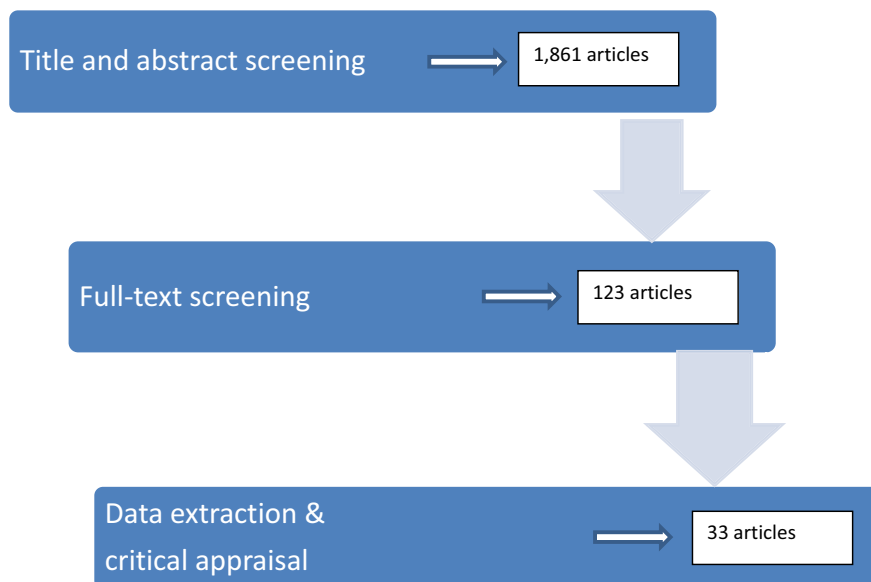 Title and abstract screening
1,861 articles
Full-text screening
123 articles
Data extraction &
critical appraisal
33 articles